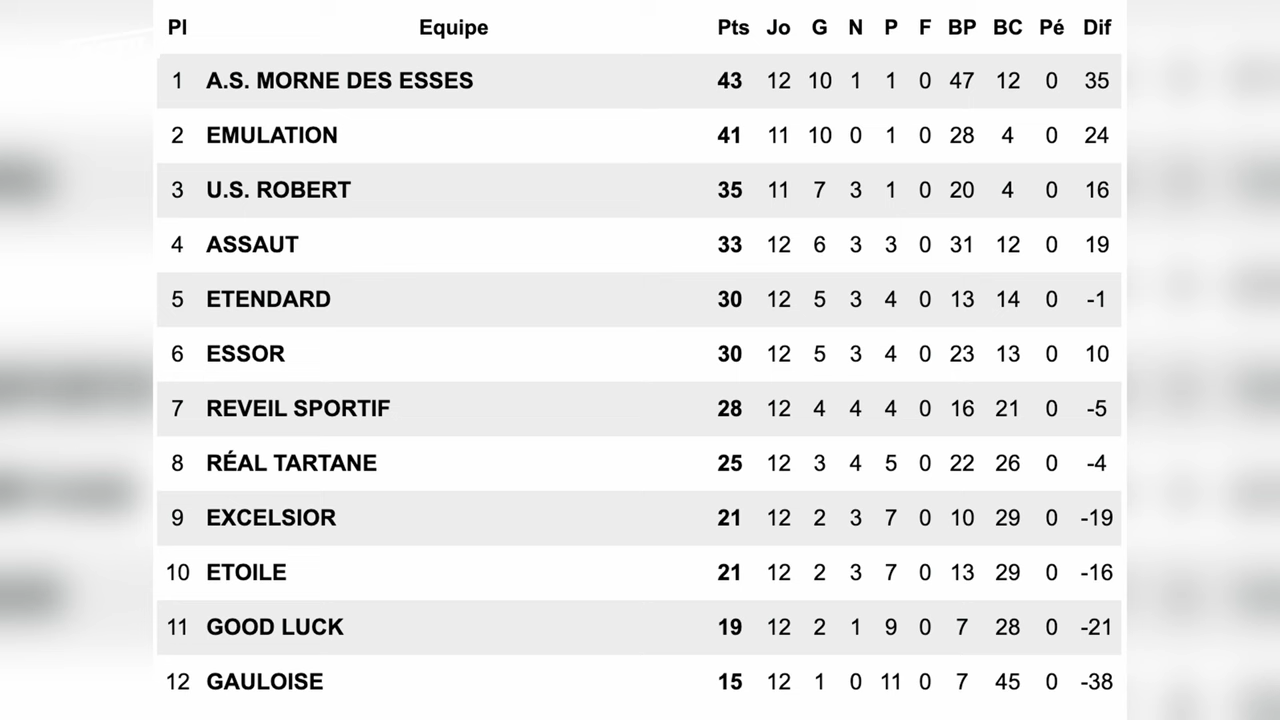 Pl Equipe Pts Jo G N P F BP BC Pé Dif
1 A.S. MORNE DES ESSES 43 12 10 1 1 0 47 12 0 35
2 EMULATION 41 11 10 0 1 0 28 4 0 24
3 U.S. ROBERT 35 11 7 3 1 0 20 4 0 16
4 ASSAUT 33 12 6 3 3 0 31 12 0 19
5 ETENDARD 30 12 5 3 4 0 13 14 0 -1
6 ESSOR 30 12 5 3 4 0 23 13 0 10
7 REVEIL SPORTIF 28 12 4 4 4 0 16 21 0 -5
8 RÉAL TARTANE 25 12 3 4 5 0 22 26 0 -4
9 EXCELSIOR 21 12 2 3 7 0 10 29 0 -19
10 ETOILE 21 12 2 3 7 0 13 29 0 -16
11 GOOD LUCK 19 12 2 1 9 0 7 28 0 -21
12 GAULOISE 15 12 1 0 11 0 7 45 0 -38